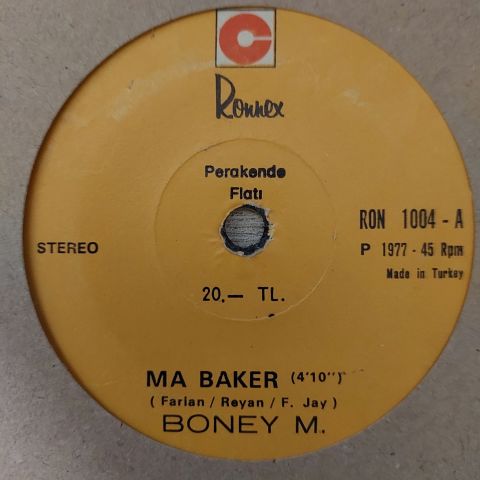 Ronnex
Perakende
Fiatı
RON 1004 - A
STEREO
P 1977 - 45 Rpm
Made in Turkey
20.— TL.
MA BAKER (4'10")
( Farian / Reyan / F. Jay )
BONEY M.